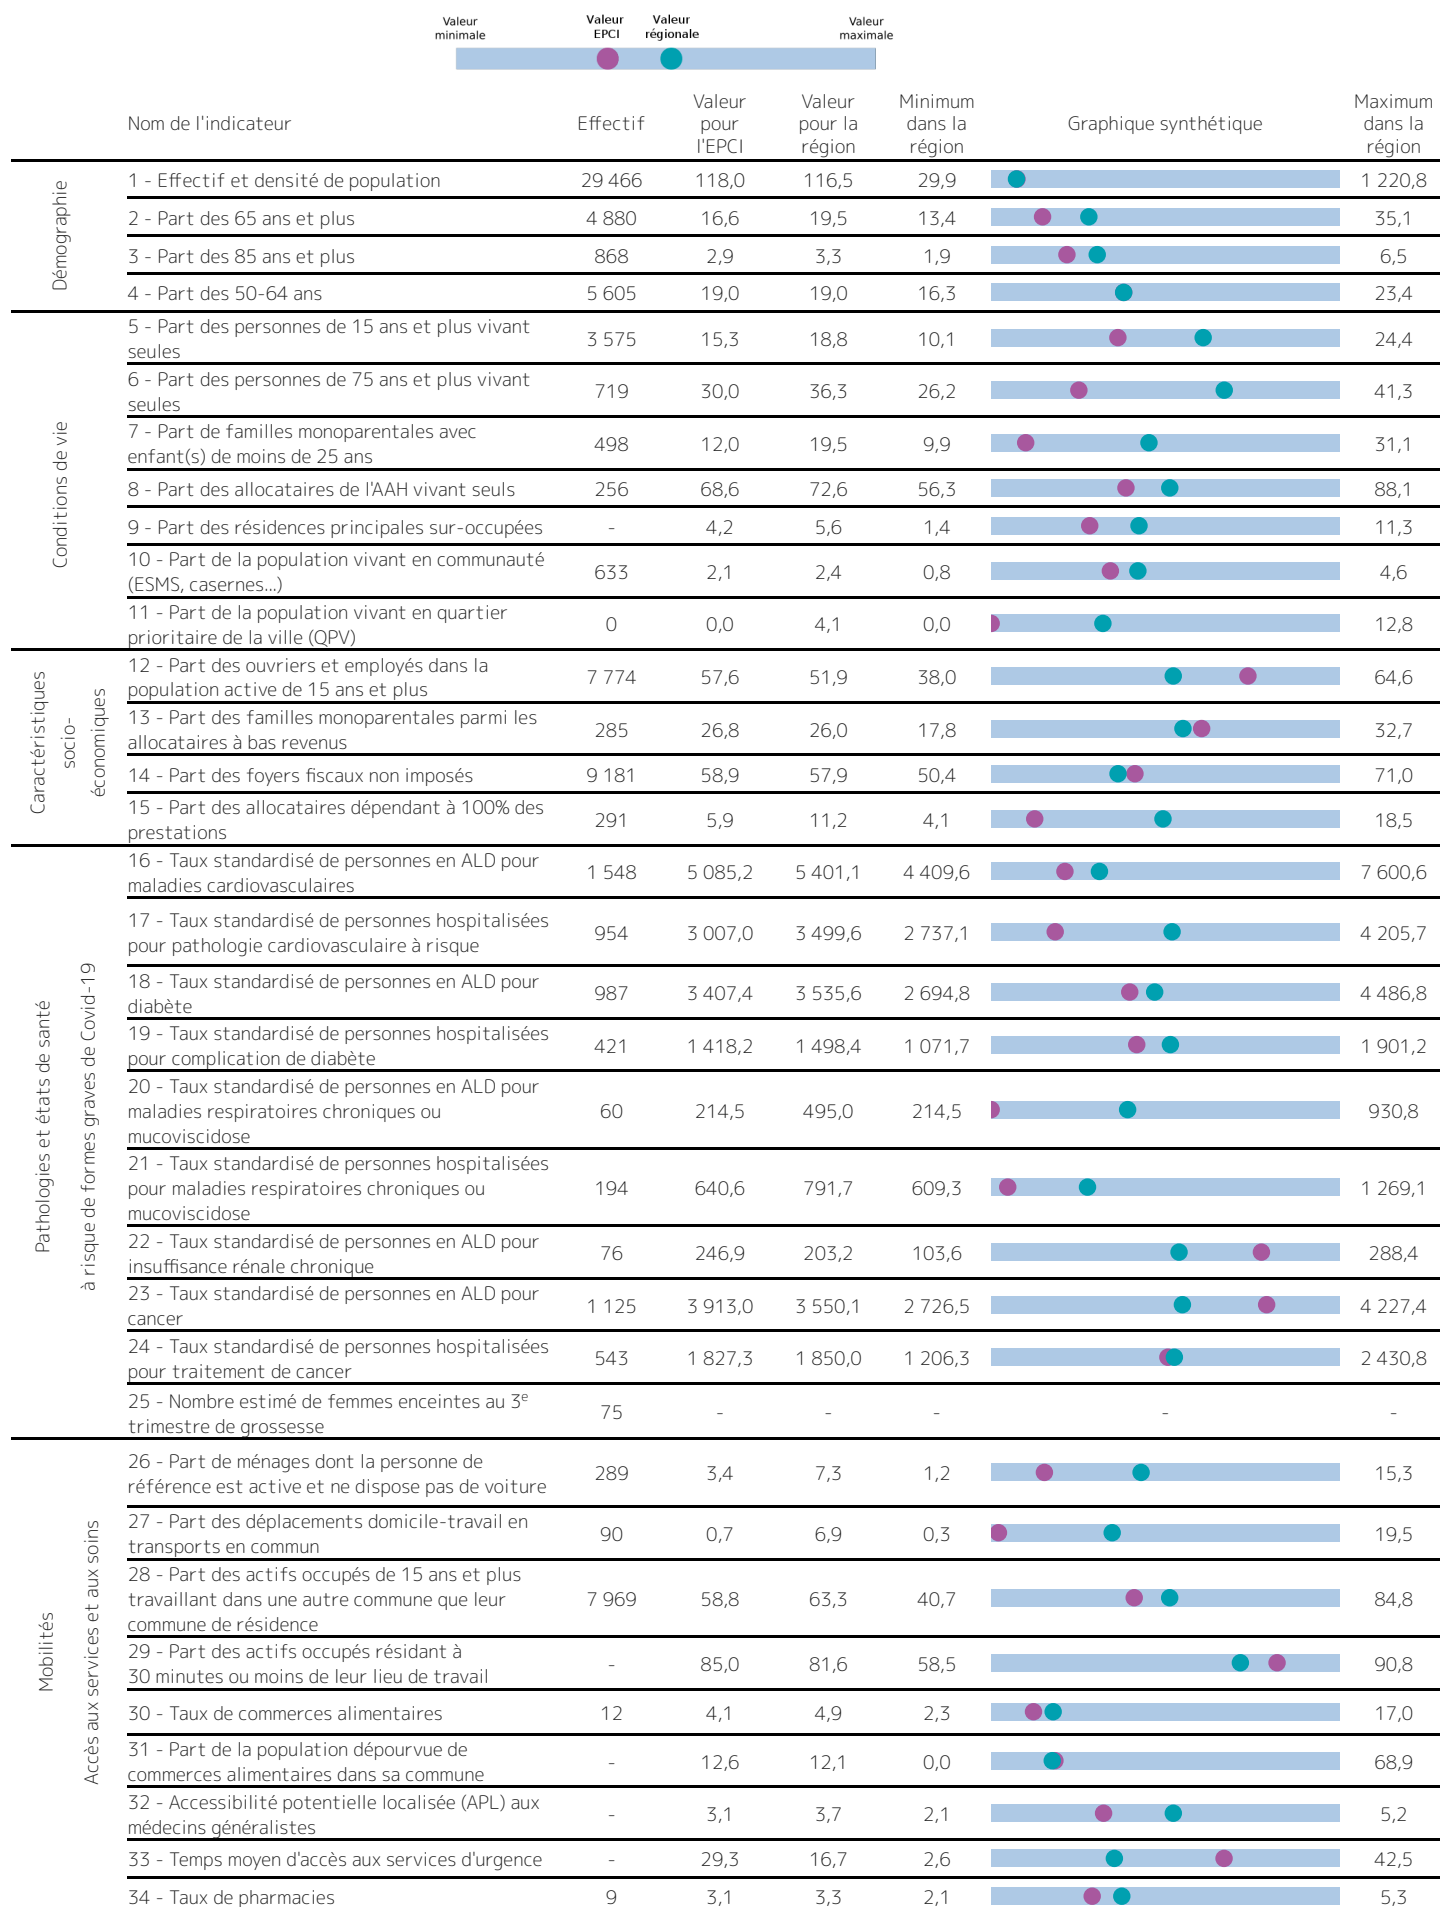 Valeur minimale
Valeur EPCI
Valeur régionale
Valeur maximale
Nom de l'indicateur
Effectif
Valeur pour l'EPCI
Valeur pour la région
Minimum dans la région
Graphique synthétique
Maximum dans la région
Démographie
1 - Effectif et densité de population 29 466 118,0 116,5 29,9 1 220,8
2 - Part des 65 ans et plus 4 880 16,6 19,5 13,4 35,1
3 - Part des 85 ans et plus 868 2,9 3,3 1,9 6,5
4 - Part des 50-64 ans 5 605 19,0 19,0 16,3 23,4
Conditions de vie
5 - Part des personnes de 15 ans et plus vivant
seules 3 575 15,3 18,8 10,1 24,4
6 - Part des personnes de 75 ans et plus vivant
seules 719 30,0 36,3 26,2 41,3
7 - Part de familles monoparentales avec
enfant(s) de moins de 25 ans 498 12,0 19,5 9,9 31,1
8 - Part des allocataires de l'AAH vivant seuls 256 68,6 72,6 56,3 88,1
9 - Part des résidences principales sur-occupées - 4,2 5,6 1,4 11,3
10 - Part de la population vivant en communauté
(ESMS, casernes...) 633 2,1 2,4 0,8 4,6
11 - Part de la population vivant en quartier
prioritaire de la ville (QPV) 0 0,0 4,1 0,0 12,8
Caractéristiques
socio-
économiques
12 - Part des ouvriers et employés dans la
population active de 15 ans et plus 7 774 57,6 51,9 38,0 64,6
13 - Part des familles monoparentales parmi les
allocataires à bas revenus 285 26,8 26,0 17,8 32,7
14 - Part des foyers fiscaux non imposés 9 181 58,9 57,9 50,4 71,0
15 - Part des allocataires dépendant à 100% des
prestations 291 5,9 11,2 4,1 18,5
Pathologies et états de santé
à risque de formes graves de Covid-19
16 - Taux standardisé de personnes en ALD pour
maladies cardiovasculaires 1 548 5 085,2 5 401,1 4 409,6 7 600,6
17 - Taux standardisé de personnes hospitalisées
pour pathologie cardiovasculaire à risque 954 3 007,0 3 499,6 2 737,1 4 205,7
18 - Taux standardisé de personnes en ALD pour
diabète 987 3 407,4 3 535,6 2 694,8 4 486,8
19 - Taux standardisé de personnes hospitalisées
pour complication de diabète 421 1 418,2 1 498,4 1 071,7 1 901,2
20 - Taux standardisé de personnes en ALD pour
maladies respiratoires chroniques ou
mucoviscidose 60 214,5 495,0 214,5 930,8
21 - Taux standardisé de personnes hospitalisées
pour maladies respiratoires chroniques ou
mucoviscidose 194 640,6 791,7 609,3 1 269,1
22 - Taux standardisé de personnes en ALD pour
insuffisance rénale chronique 76 246,9 203,2 103,6 288,4
23 - Taux standardisé de personnes en ALD pour
cancer 1 125 3 913,0 3 550,1 2 726,5 4 227,4
24 - Taux standardisé de personnes hospitalisées
pour traitement de cancer 543 1 827,3 1 850,0 1 206,3 2 430,8
25 - Nombre estimé de femmes enceintes au 3e
trimestre de grossesse 75 - - - - -
Mobilités
Accès aux services et aux soins
26 - Part de ménages dont la personne de
référence est active et ne dispose pas de voiture 289 3,4 7,3 1,2 15,3
27 - Part des déplacements domicile-travail en
transports en commun 90 0,7 6,9 0,3 19,5
28 - Part des actifs occupés de 15 ans et plus
travaillant dans une autre commune que leur
commune de résidence 7 969 58,8 63,3 40,7 84,8
29 - Part des actifs occupés résidant à
30 minutes ou moins de leur lieu de travail - 85,0 81,6 58,5 90,8
30 - Taux de commerces alimentaires 12 4,1 4,9 2,3 17,0
31 - Part de la population dépourvue de
commerces alimentaires dans sa commune - 12,6 12,1 0,0 68,9
32 - Accessibilité potentielle localisée (APL) aux
médecins généralistes - 3,1 3,7 2,1 5,2
33 - Temps moyen d'accès aux services d'urgence - 29,3 16,7 2,6 42,5
34 - Taux de pharmacies 9 3,1 3,3 2,1 5,3